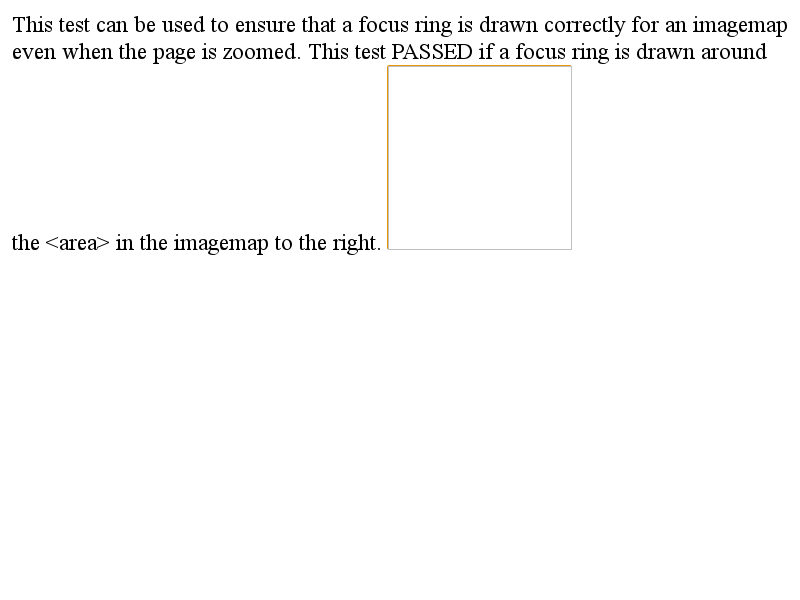 This test can be used to ensure that a focus ring is drawn correctly for an imagemap
even when the page is zoomed. This test PASSED if a focus ring is drawn around
the <area> in the imagemap to the right.